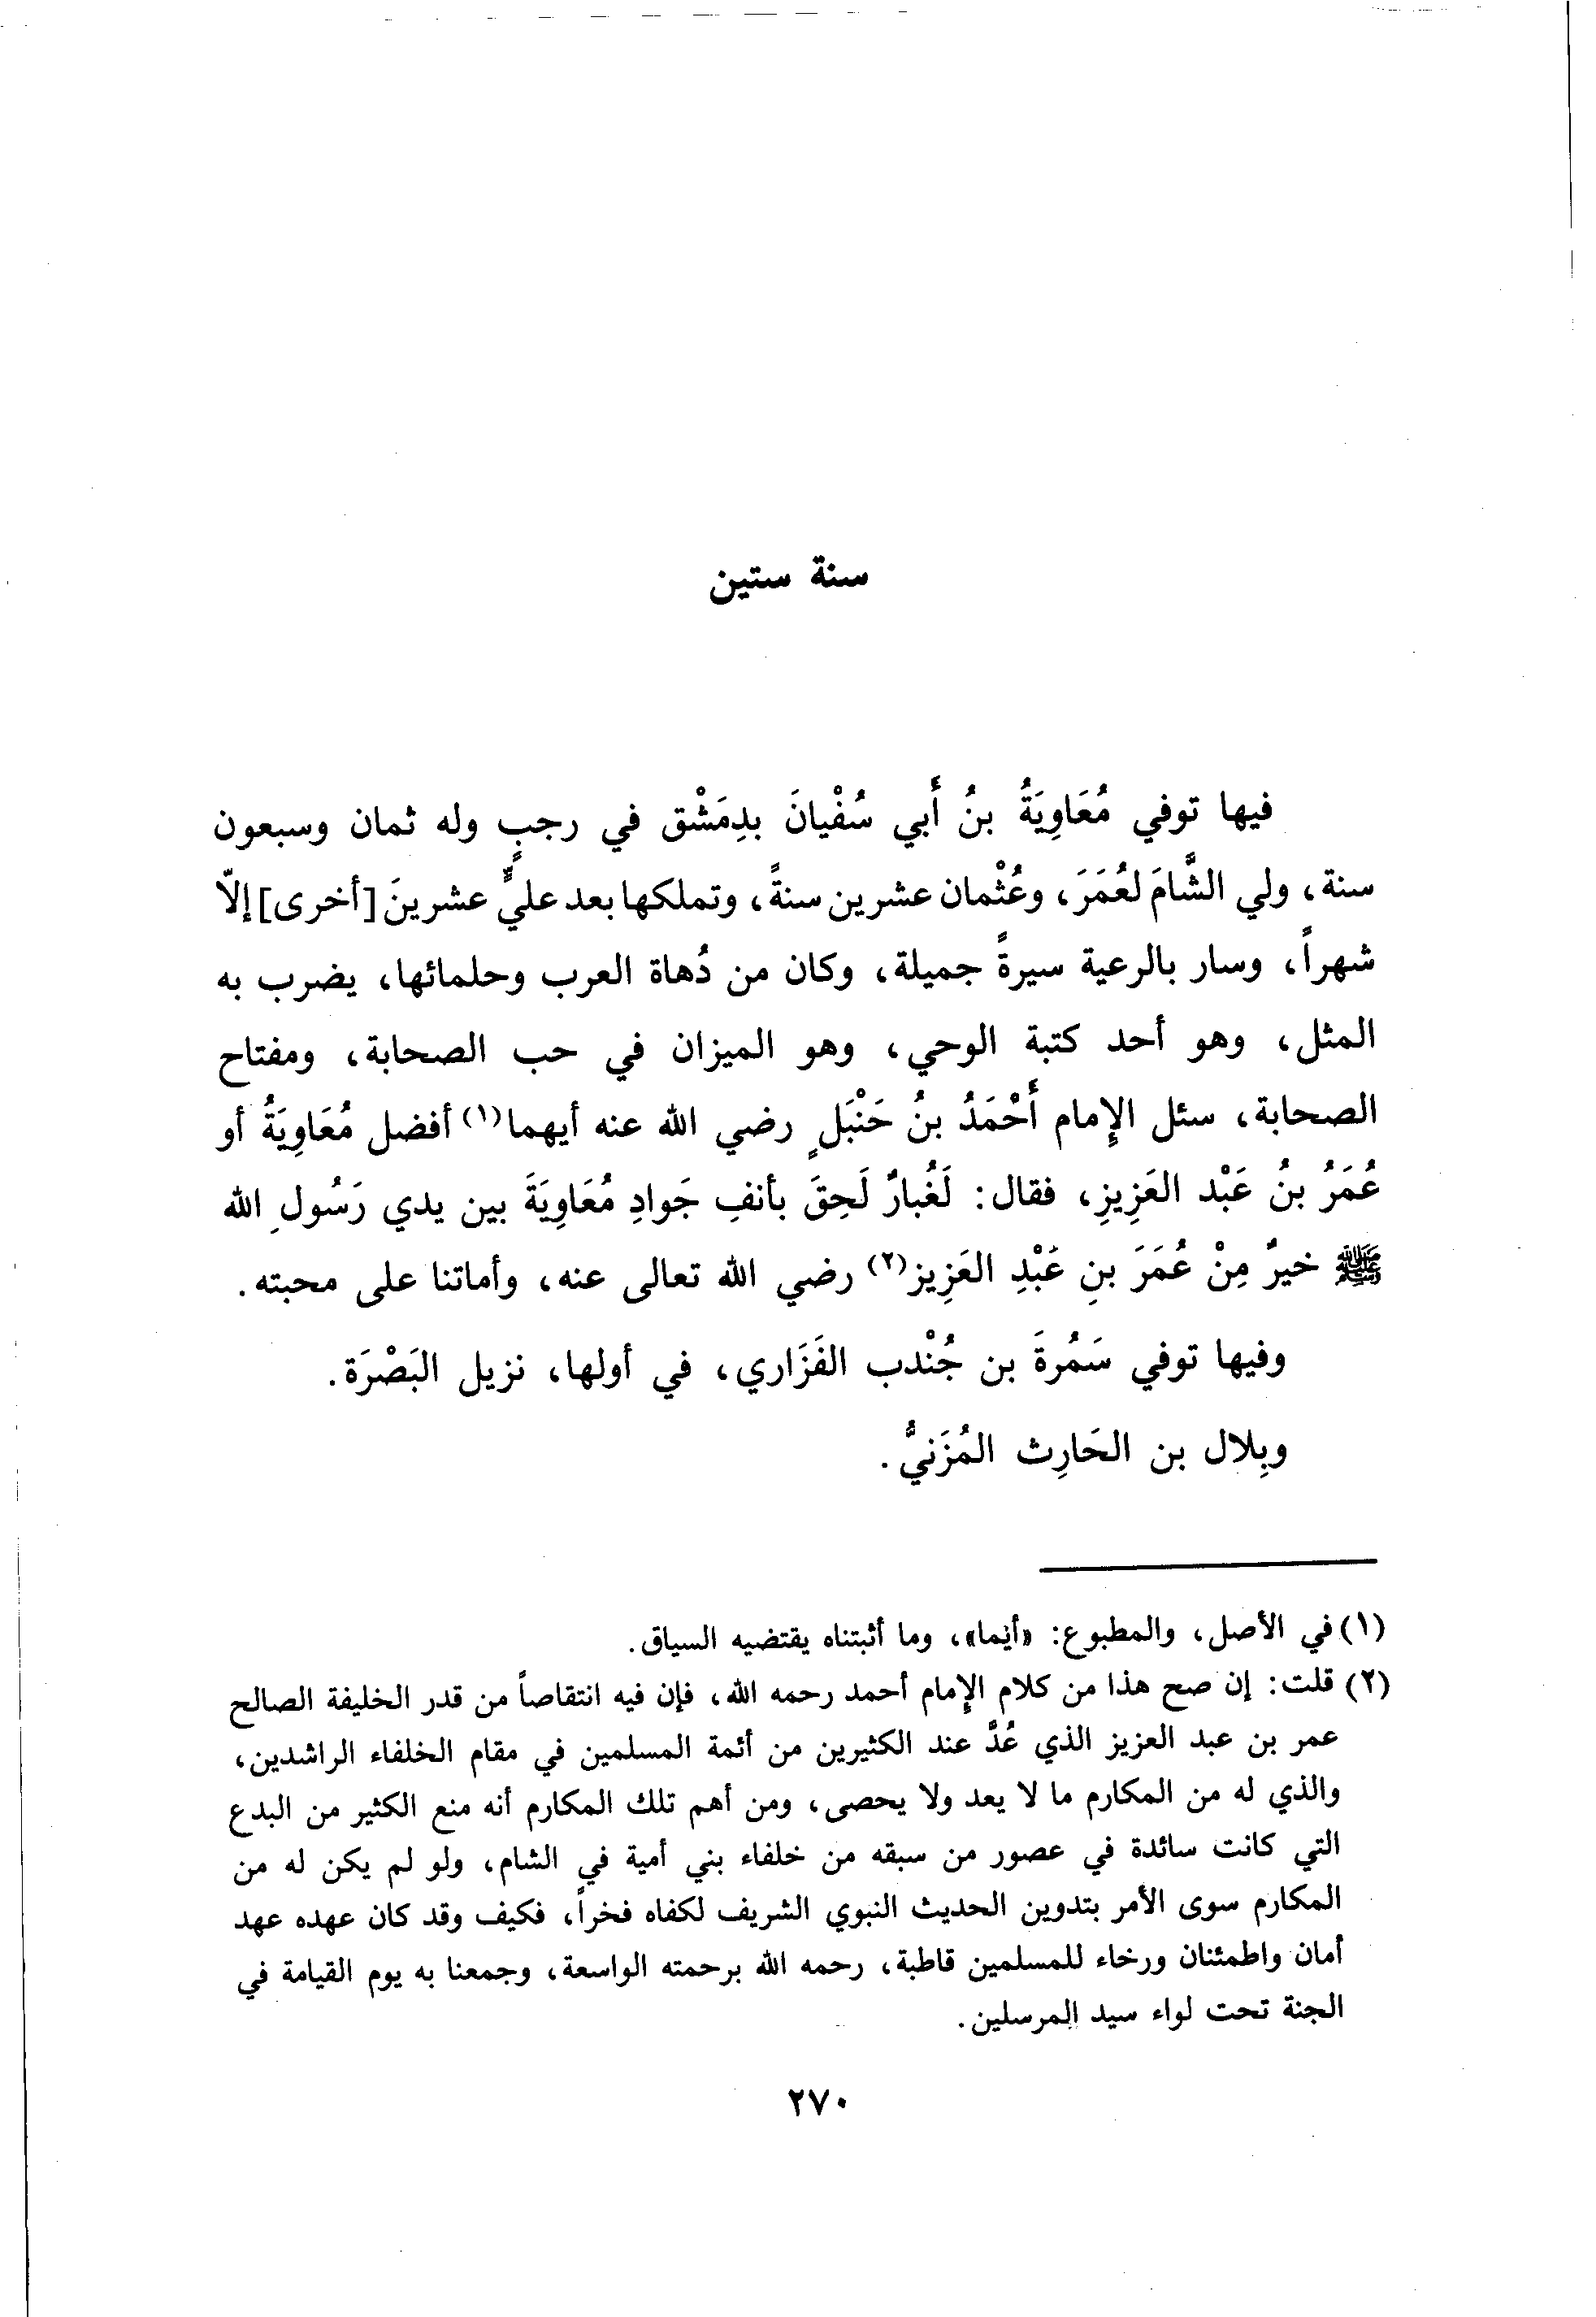 سنة ستين
فيها توفي مُعَاوِيَةُ بنُ أَبي سُفْيانَ بدِمَشْق في رجبٍ وله ثمان وسبعون
سنة، ولي الشَّامَ لعُمَرَ، وعُثْمان عشرين سنةً، وتملكها بعد عليٍّ عشرينَ [أخرى] إلّا
شهراً، وسار بالرعية سيرةً جميلة، وكان من دُهاة العرب وحلمائها، يضرب به
المثل، وهو أحد كتبة الوحي، وهو الميزان في حب الصحابة، ومفتاح
الصحابة، سئل الإمام أَحْمَدُ بنُ حَنْبَلٍ رضي الله عنه أيهما(١) أفضل مُعَاوِيَةُ أو
عُمَرُ بنُ عَبْد العَزِيزِ، فقال: لَغُبارٌ لَحِقَ بأنفِ جَوادِ مُعَاوِيَةَ بين يدي رَسُولِ الله
ﷺ خيرٌ مِنْ عُمَرَ بنِ عَبْدِ العَزِيز(٢) رضي الله تعالى عنه، وأماتنا على محبته.
وفيها توفي سَمُرةَ بن جُنْدب الفَزَاري، في أولها، نزيل البَصْرَة.
وبِلال بن الحَارِث المُزَنيُّ.
(١) في الأصل، والمطبوع: «أيما»، وما أثبتناه يقتضيه السياق.
(٢) قلت: إن صح هذا من كلام الإمام أحمد رحمه الله، فإن فيه انتقاصاً من قدر الخليفة الصالح
عمر بن عبد العزيز الذي عُدَّ عند الكثيرين من أئمة المسلمين في مقام الخلفاء الراشدين،
والذي له من المكارم ما لا يعد ولا يحصى، ومن أهم تلك المكارم أنه منع الكثير من البدع
التي كانت سائدة في عصور من سبقه من خلفاء بني أمية في الشام، ولو لم يكن له من
المكارم سوى الأمر بتدوين الحديث النبوي الشريف لكفاه فخراً، فكيف وقد كان عهده عهد
أمان واطمئنان ورخاء للمسلمين قاطبة، رحمه الله برحمته الواسعة، وجمعنا به يوم القيامة في
الجنة تحت لواء سيد المرسلين.
٢٧٠